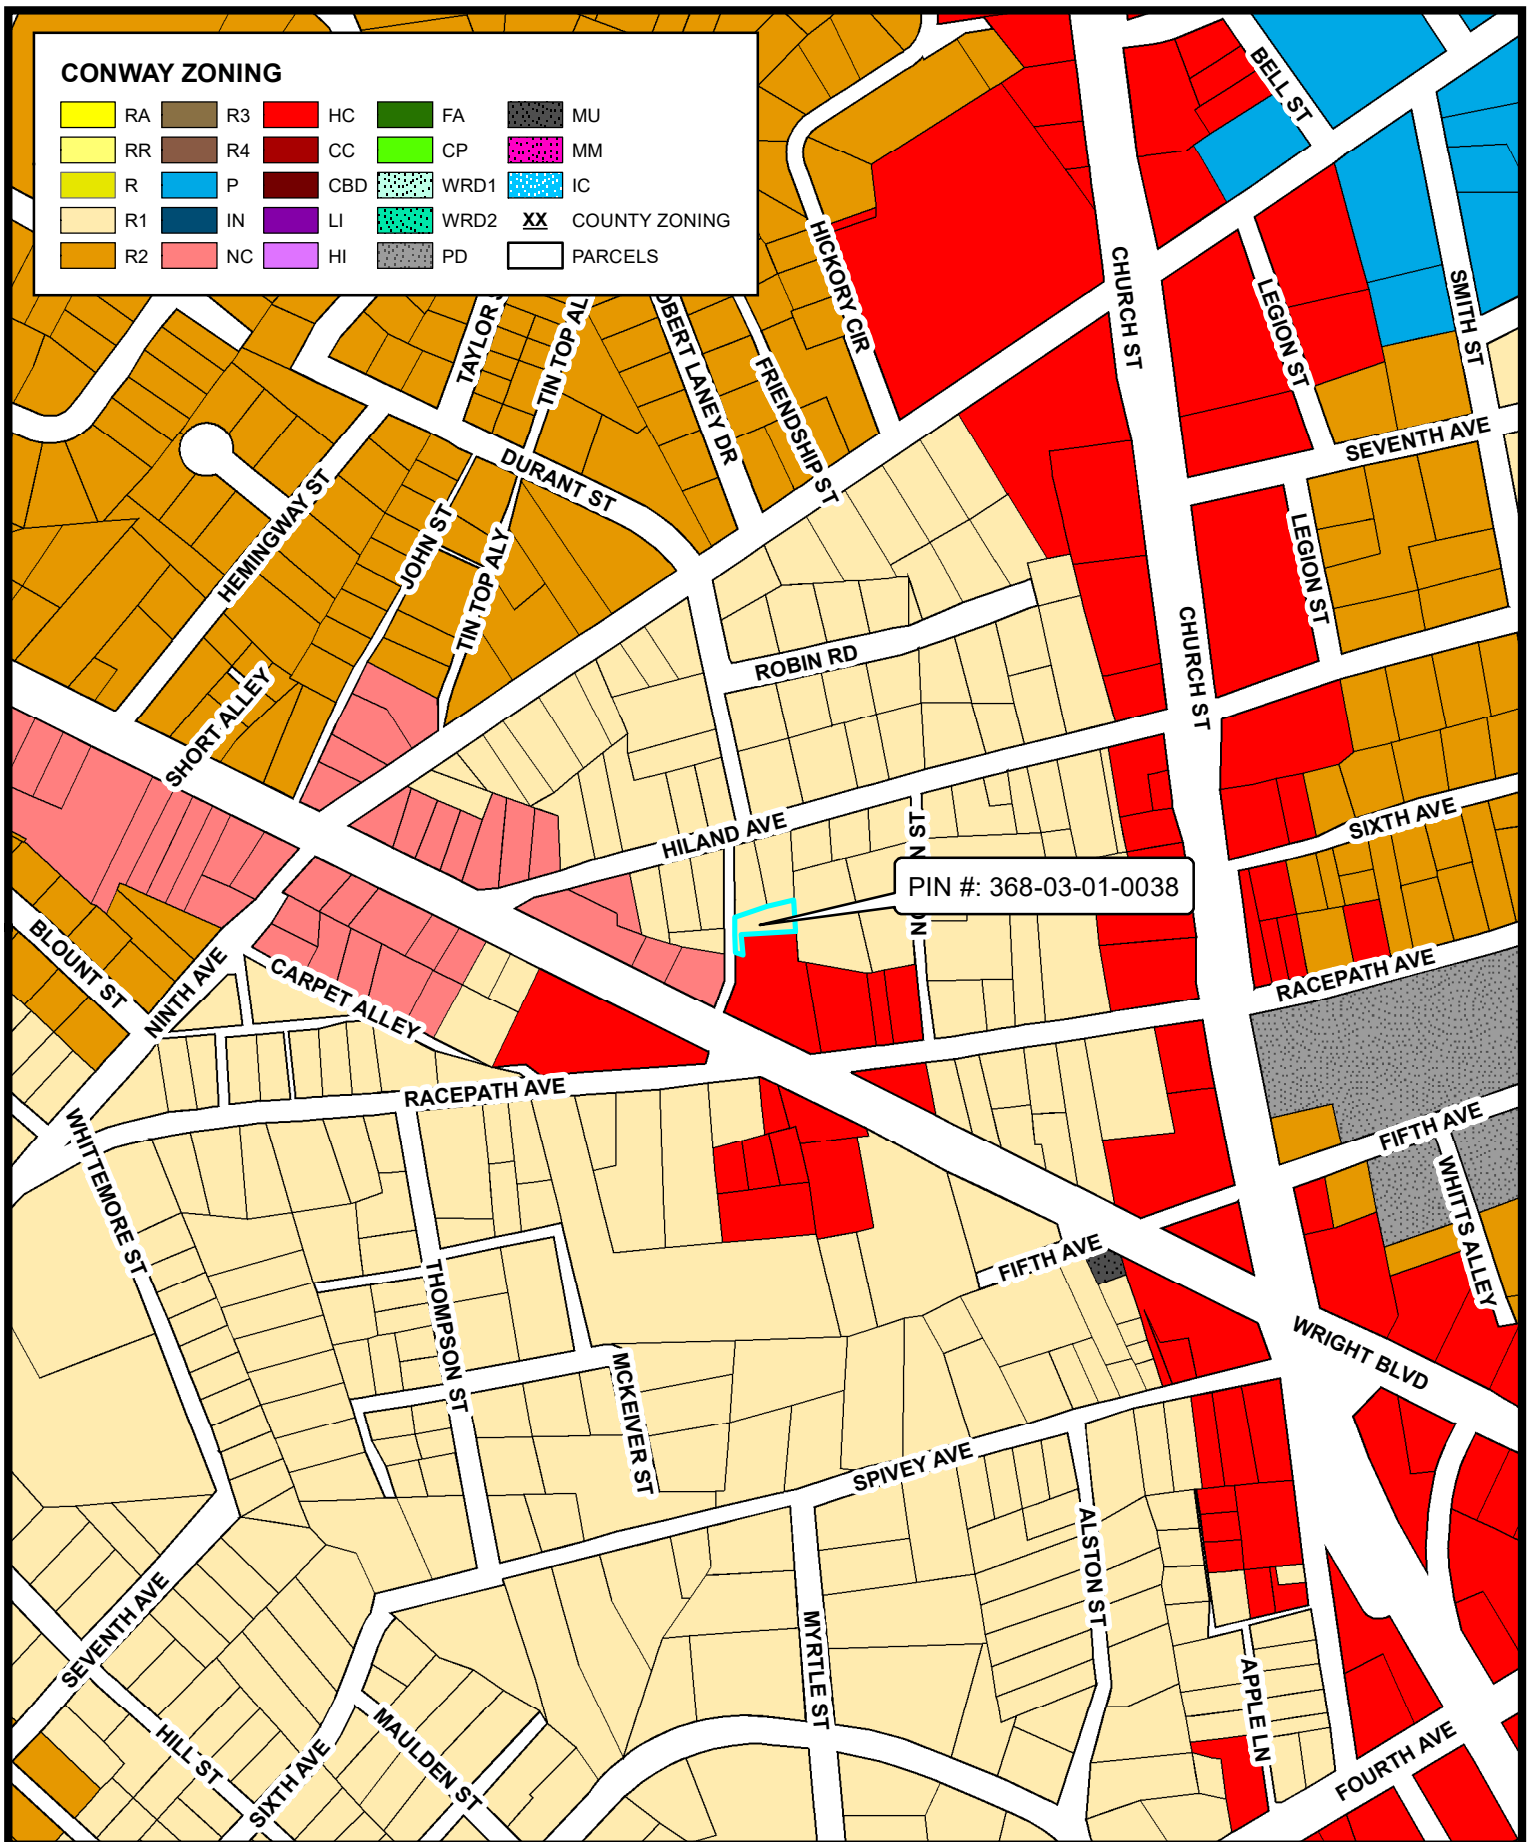 CONWAY ZONING
RA R3 HC FA MU
RR R4 CC CP MM
R P CBD WRD1 IC
R1 IN LI WRD2 XX COUNTY ZONING
R2 NC HI PD PARCELS
BELL ST
HICKORY CIR
CHURCH ST
LEGION ST
SMITH ST
TAYLOR
TIN TOP AL
OBERT LANEY DR
FRIENDSHIP ST
SEVENTH AVE
DURANT ST
HEMINGWAY ST
JOHN ST
TIN TOP ALY
LEGION ST
ROBIN RD
CHURCH ST
SHORT ALLEY
HILAND AVE
SIXTH AVE
PIN #: 368-03-01-0038
N ST
BLOUNT ST
NINTH AVE
CARPET ALLEY
RACEPATH AVE
RACEPATH AVE
WHITTEMORE ST
FIFTH AVE
WHITTS ALLEY
FIFTH AVE
THOMPSON ST
WRIGHT BLVD
MCKEIVER ST
SPIVEY AVE
ALSTON ST
SEVENTH AVE
MYRTLE ST
APPLE LN
HILL ST
SIXTH AVE
MAULDEN ST
FOURTH AVE